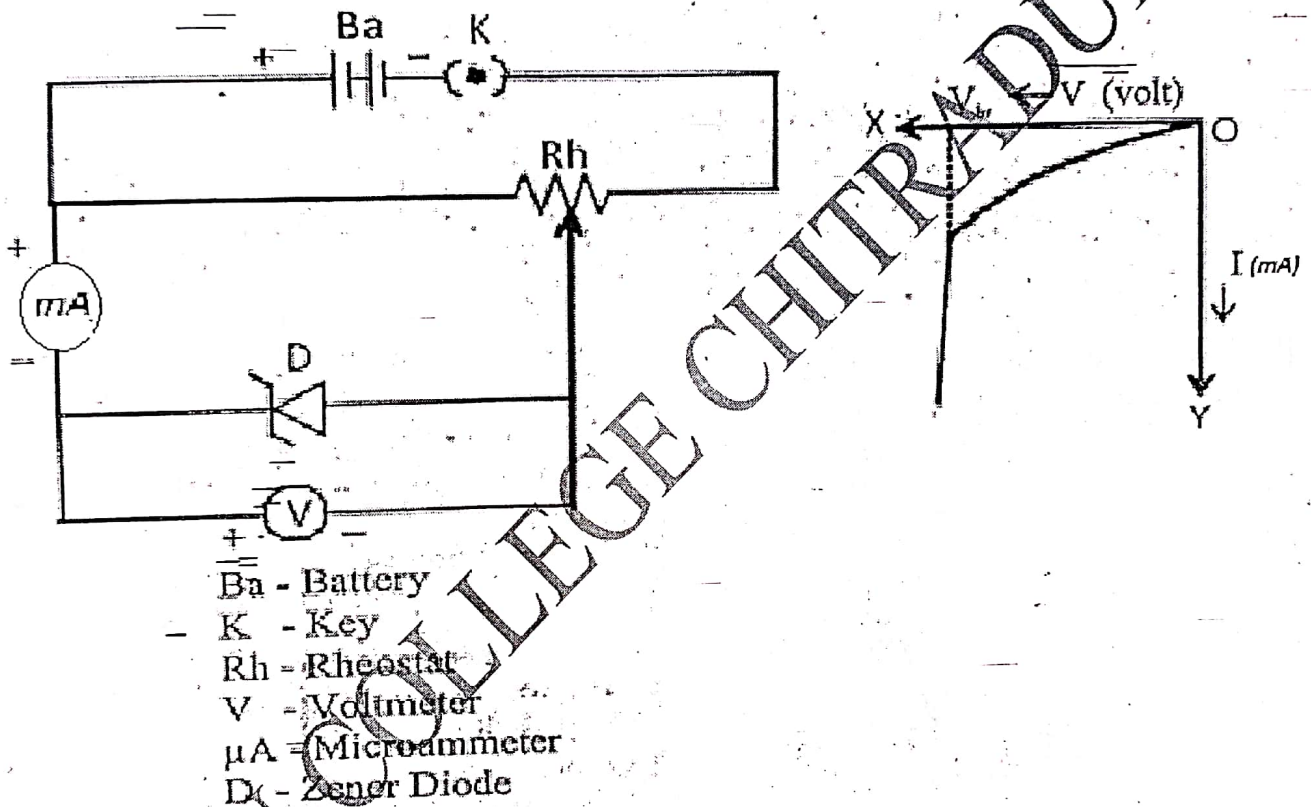 Ba
+ - K
Rh
+
mA
-
D
V
+ -
Ba - Battery
K - Key
Rh - Rheostat
V - Voltmeter
μA = Microammeter
D - Zener Diode
X V V (volt) O
I (mA)
Y
COLLEGE CHITRADU